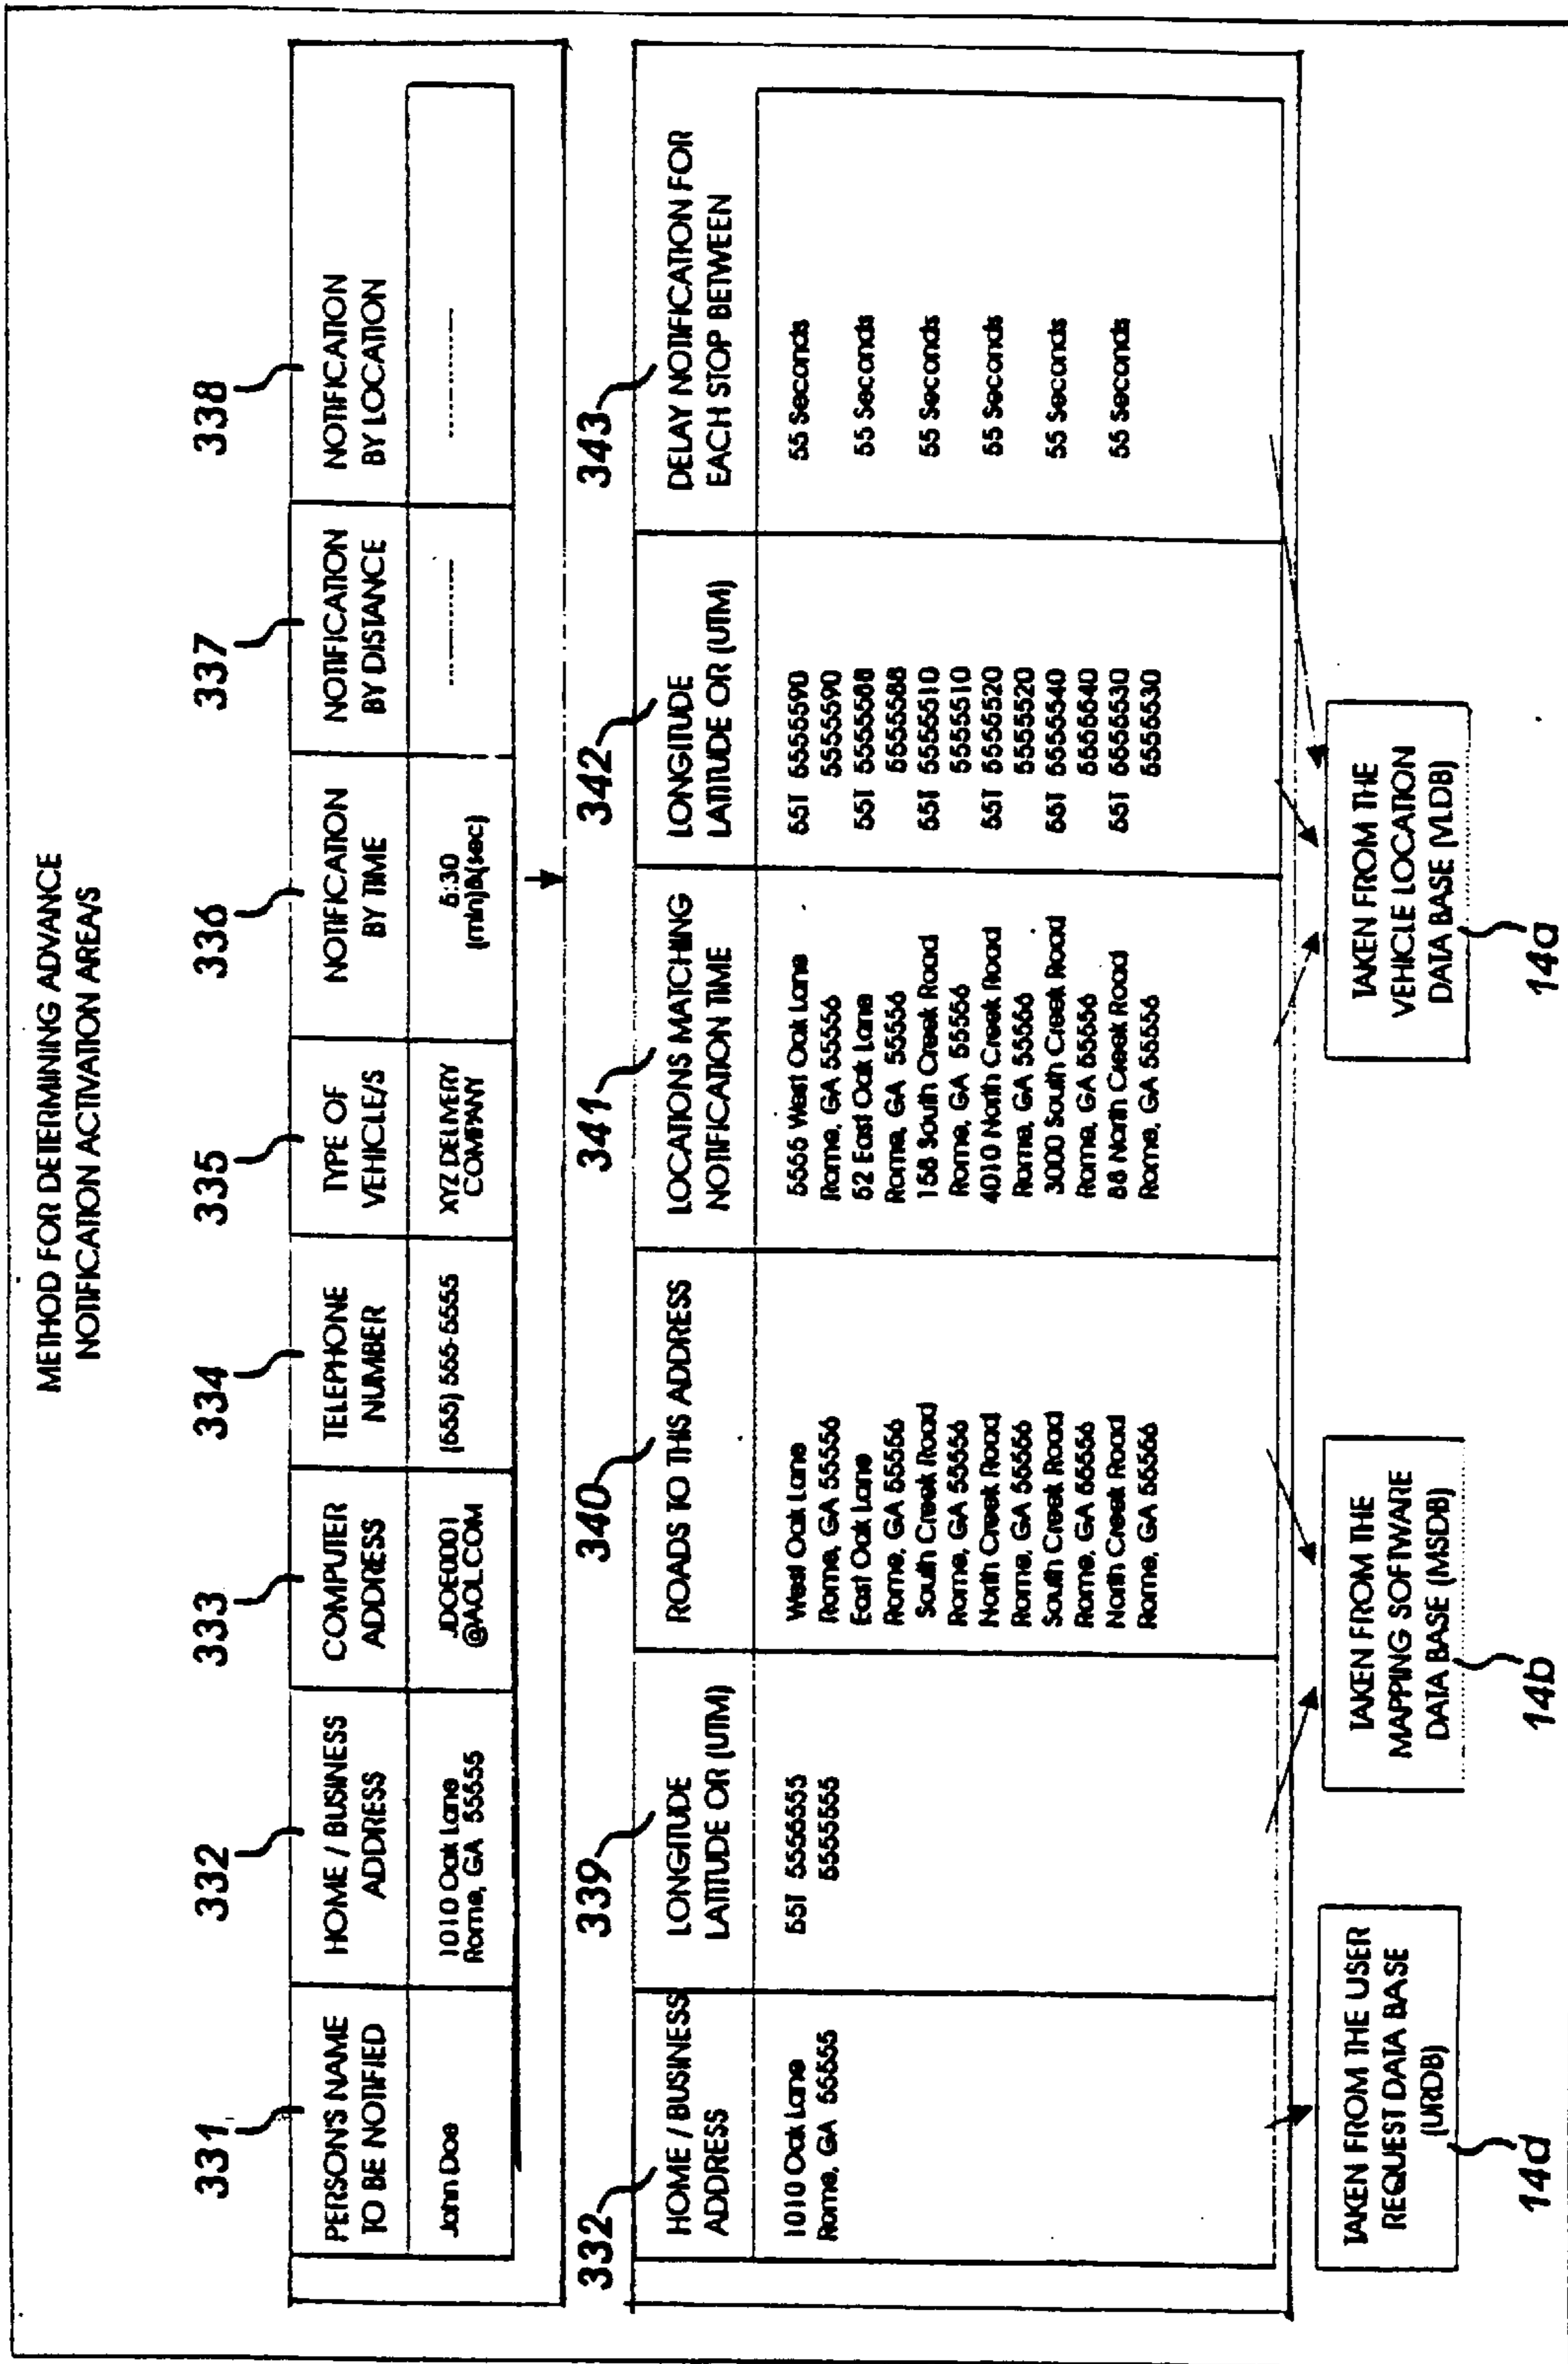 METHOD FOR DETERMINING ADVANCE
NOTIFICATION ACTIVATION AREA/S
331
332
333
334
335
336
337
338
PERSON'S NAME
TO BE NOTIFIED
HOME / BUSINESS
ADDRESS
COMPUTER
ADDRESS
TELEPHONE
NUMBER
TYPE OF
VEHICLE/S
NOTIFICATION
BY TIME
NOTIFICATION
BY DISTANCE
NOTIFICATION
BY LOCATION
John Doe
1010 Oak Lane
Rome, GA 55555
JDOE0001
@AOL.COM
(555) 555-5555
XYZ DELIVERY
COMPANY
5:30
(min)&(sec)
332
339
340
341
342
343
HOME / BUSINESS
ADDRESS
LONGITUDE
LATITUDE OR (UTM)
ROADS TO THIS ADDRESS
LOCATIONS MATCHING
NOTIFICATION TIME
LONGITUDE
LATITUDE OR (UTM)
DELAY NOTIFICATION FOR
EACH STOP BETWEEN
1010 Oak Lane
Rome, GA 55555
55T 5555555
5555555
West Oak Lane
Rome, GA 55556
East Oak Lane
Rome, GA 55556
South Creek Road
Rome, GA 55556
North Creek Road
Rome, GA 55556
South Creek Road
Rome, GA 55556
North Creek Road
Rome, GA 55556
5555 West Oak Lane
Rome, GA 55556
52 East Oak Lane
Rome, GA 55556
158 South Creek Road
Rome, GA 55556
4010 North Creek Road
Rome, GA 55556
3000 South Creek Road
Rome, GA 55556
88 North Creek Road
Rome, GA 55556
55T 5555590
5555590
55T 5555588
5555588
55T 5555510
5555510
55T 5555520
5555520
55T 5555540
5555540
55T 5555530
5555530
55 Seconds
55 Seconds
55 Seconds
55 Seconds
55 Seconds
55 Seconds
TAKEN FROM THE USER
REQUEST DATA BASE
(URDB)
14d
TAKEN FROM THE
MAPPING SOFTWARE
DATA BASE (MSDB)
14b
TAKEN FROM THE
VEHICLE LOCATION
DATA BASE (VLDB)
14a